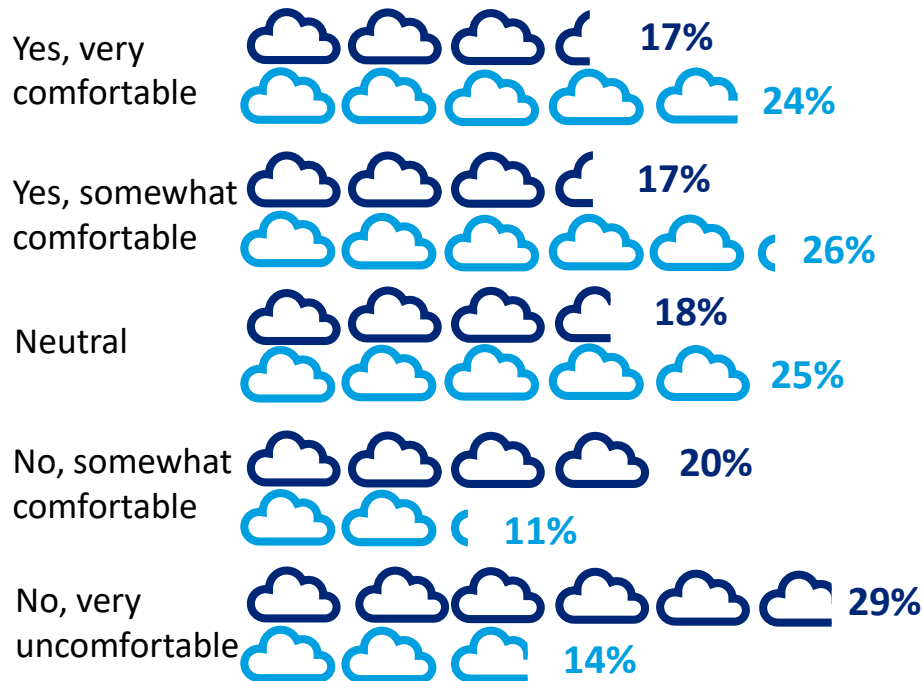 Yes, very
comfortable
17%
24%
Yes, somewhat
comfortable
17%
26%
Neutral
18%
25%
No, somewhat
comfortable
20%
11%
No, very
uncomfortable
29%
14%